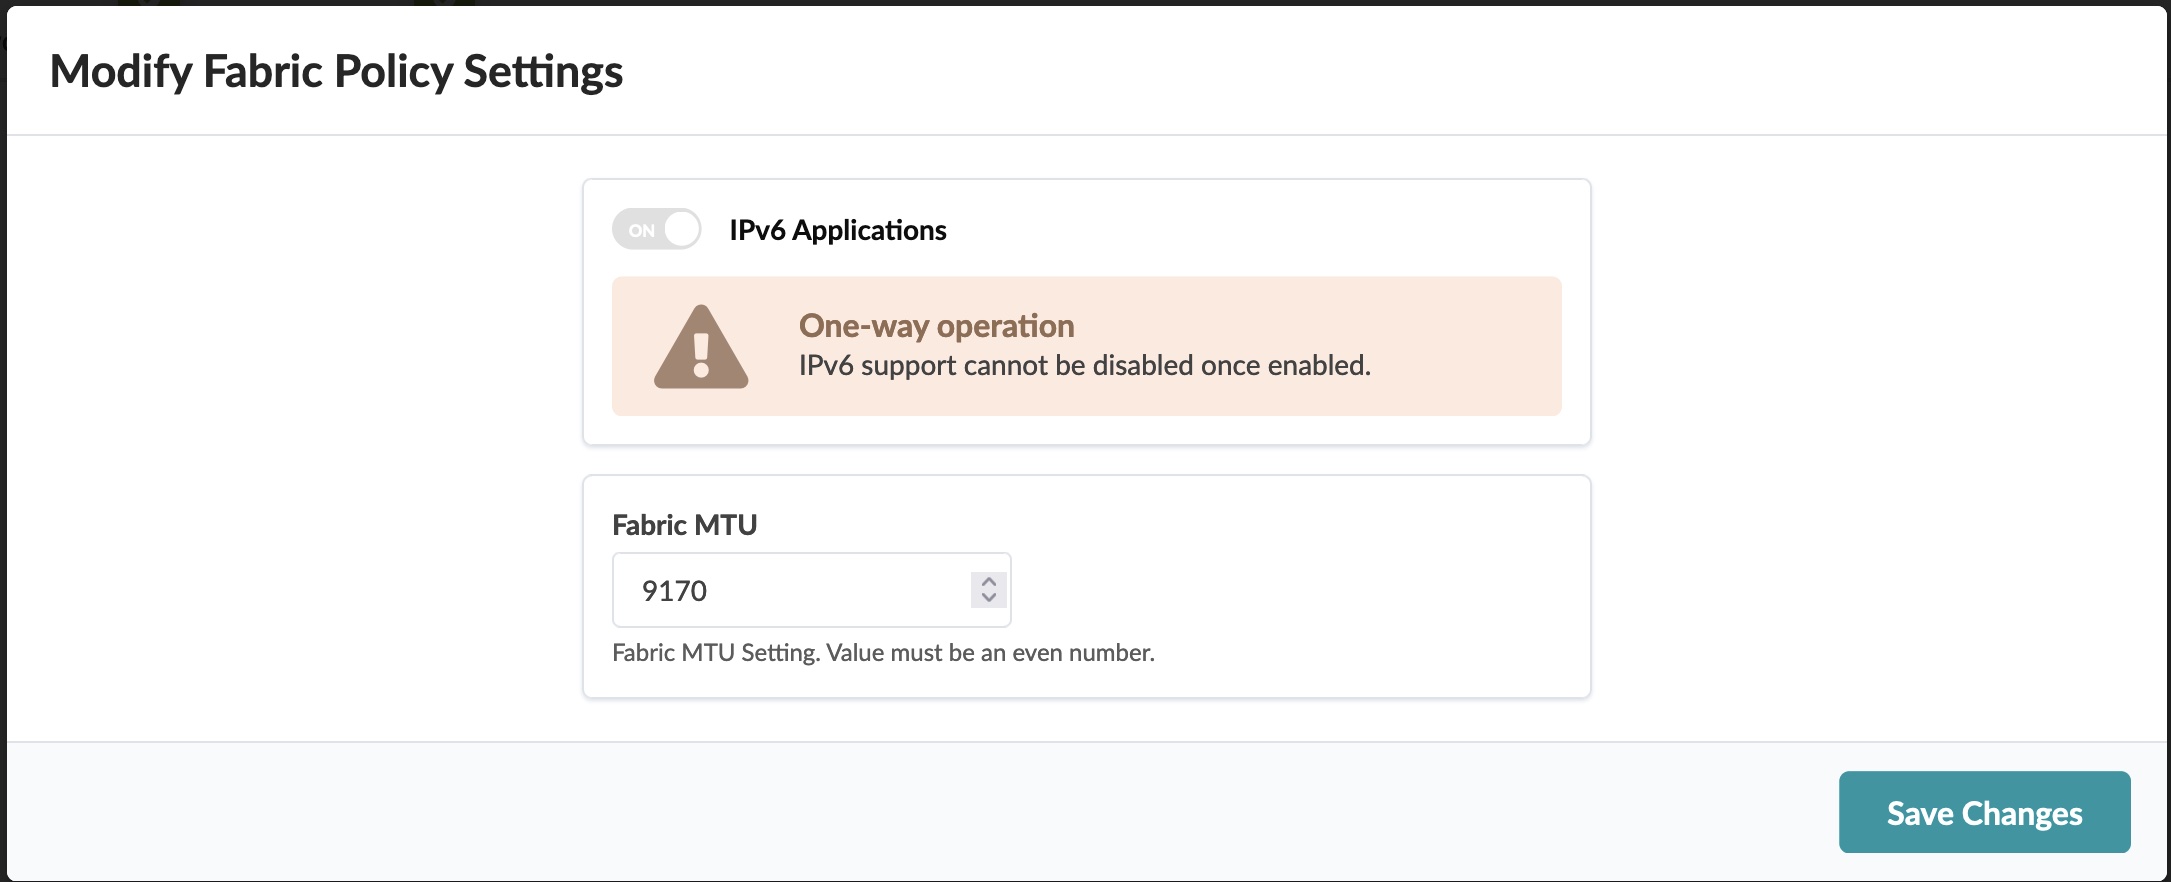 Modify Fabric Policy Settings
ON
IPv6 Applications
One-way operation
IPv6 support cannot be disabled once enabled.
Fabric MTU
9170
Fabric MTU Setting. Value must be an even number.
Save Changes